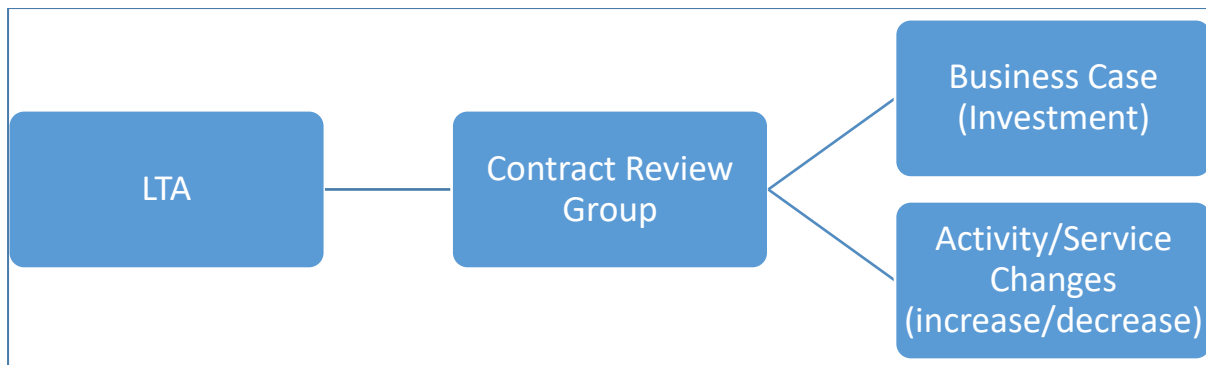 LTA
Contract Review
Group
Business Case
(Investment)
Activity/Service
Changes
(increase/decrease)